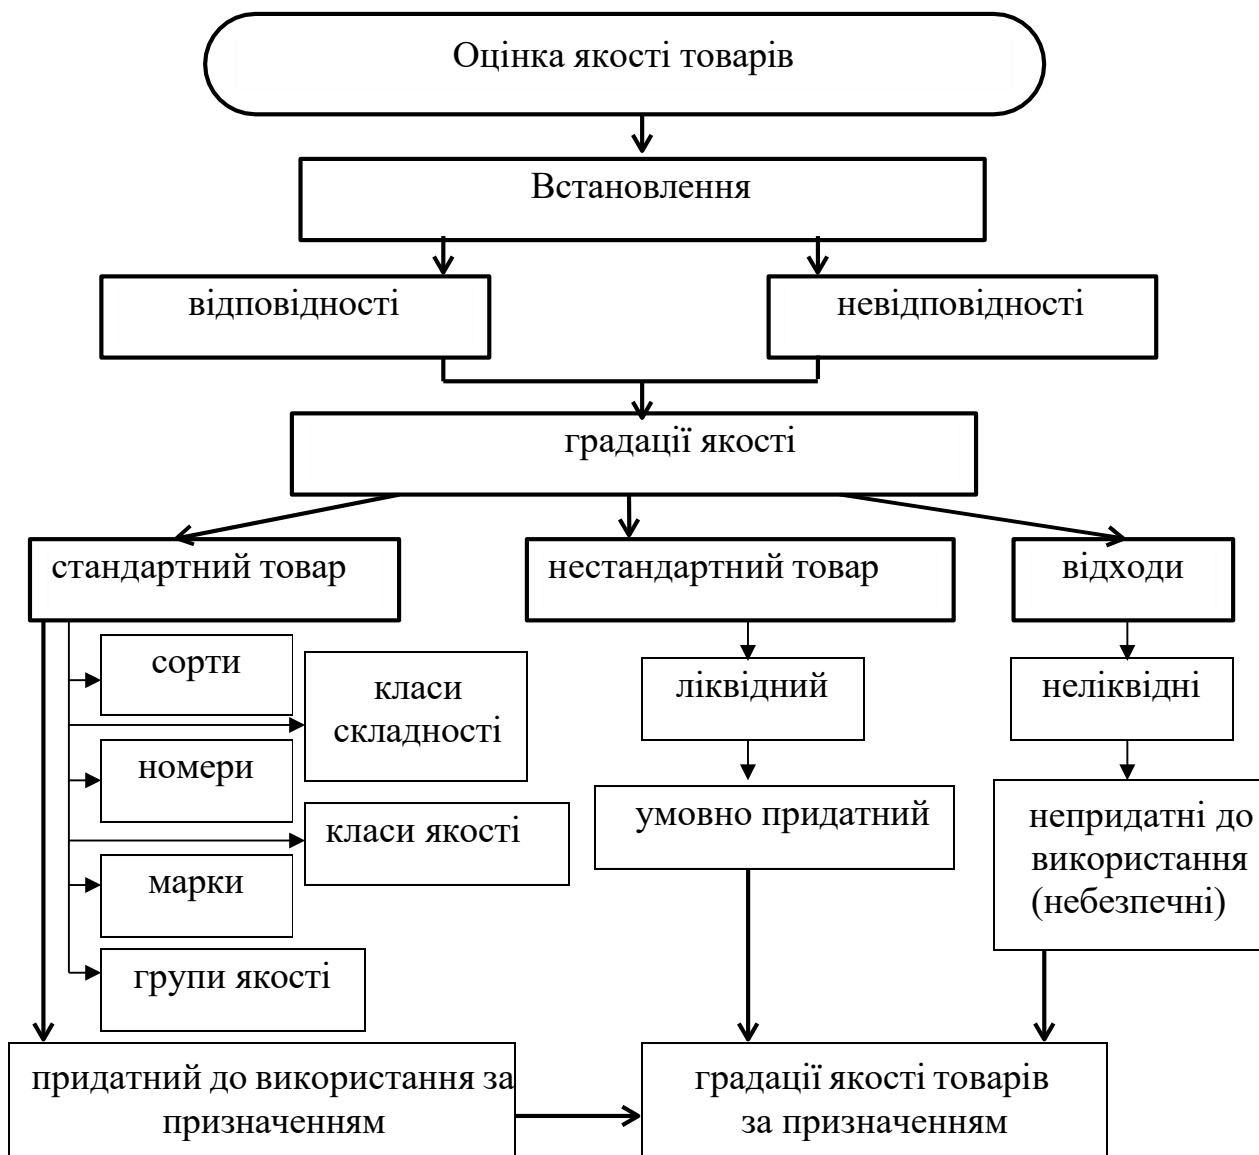 Оцінка якості товарів
Встановлення
відповідності
невідповідності
градації якості
стандартний товар
нестандартний товар
відходи
сорти
класи
складності
номери
класи якості
марки
групи якості
ліквідний
умовно придатний
неліквідні
непридатні до
використання
(небезпечні)
придатний до використання за
призначенням
градації якості товарів
за призначенням